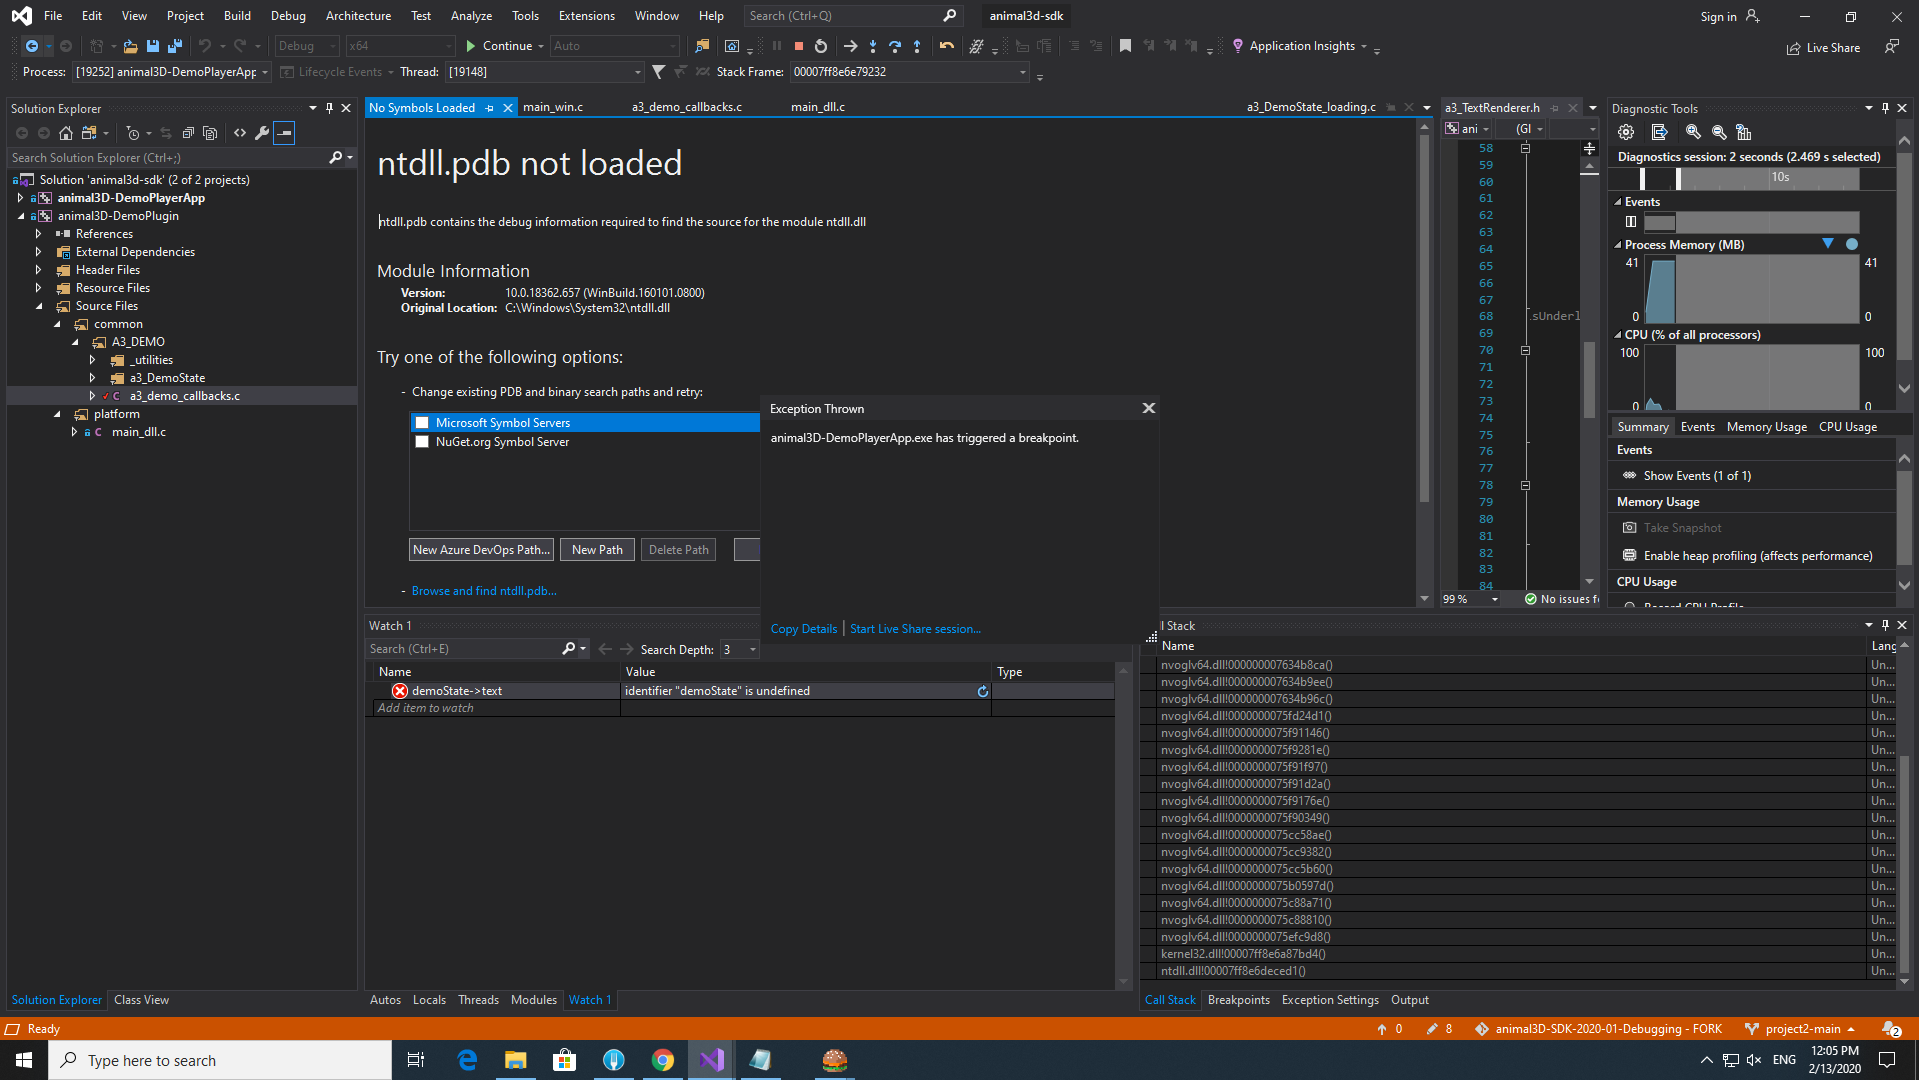 File Edit View Project Build Debug Architecture Test Analyze Tools Extensions Window Help Search (Ctrl+Q) animal3d-sdk Sign in
Debug x64 Continue Auto Application Insights Live Share
Process: [19252] animal3D-DemoPlayerApp Lifecycle Events Thread: [19148] Stack Frame: 00007ff8e6e79232
Solution Explorer
Search Solution Explorer (Ctrl+;)
Solution 'animal3d-sdk' (2 of 2 projects)
animal3D-DemoPlayerApp
animal3D-DemoPlugin
References
External Dependencies
Header Files
Resource Files
Source Files
common
A3_DEMO
_utilities
a3_DemoState
a3_demo_callbacks.c
platform
main_dll.c
Solution Explorer Class View
No Symbols Loaded main_win.c a3_demo_callbacks.c main_dll.c a3_DemoState_loading.c
ntdll.pdb not loaded
ntdll.pdb contains the debug information required to find the source for the module ntdll.dll
Module Information
Version: 10.0.18362.657 (WinBuild.160101.0800)
Original Location: C:\Windows\System32\ntdll.dll
Try one of the following options:
- Change existing PDB and binary search paths and retry:
Microsoft Symbol Servers
NuGet.org Symbol Server
New Azure DevOps Path... New Path Delete Path
- Browse and find ntdll.pdb...
Exception Thrown
animal3D-DemoPlayerApp.exe has triggered a breakpoint.
Copy Details Start Live Share session...
a3_TextRenderer.h
ani (Gl
58
59
60
61
62
63
64
65
66
67
68 sUnderl
69
70
71
72
73
74
75
76
77
78
79
80
81
82
83
84
99 % No issues f
Diagnostic Tools
Diagnostics session: 2 seconds (2.469 s selected)
10s
Events
Process Memory (MB)
41 41
0 0
CPU (% of all processors)
100 100
0 0
Summary Events Memory Usage CPU Usage
Events
Show Events (1 of 1)
Memory Usage
Take Snapshot
Enable heap profiling (affects performance)
CPU Usage
Record CPU Profile
Watch 1
Search (Ctrl+E) Search Depth: 3
Name Value Type
demoState->text identifier "demoState" is undefined
Add item to watch
Autos Locals Threads Modules Watch 1
ll Stack
Name Lang
nvoglv64.dll!000000007634b8ca() Un...
nvoglv64.dll!000000007634b9ee() Un...
nvoglv64.dll!000000007634b96c() Un...
nvoglv64.dll!0000000075fd24d1() Un...
nvoglv64.dll!0000000075f91146() Un...
nvoglv64.dll!0000000075f9281e() Un...
nvoglv64.dll!0000000075f91f97() Un...
nvoglv64.dll!0000000075f91d2a() Un...
nvoglv64.dll!0000000075f9176e() Un...
nvoglv64.dll!0000000075f90349() Un...
nvoglv64.dll!0000000075cc58ae() Un...
nvoglv64.dll!0000000075cc9382() Un...
nvoglv64.dll!0000000075cc5b60() Un...
nvoglv64.dll!0000000075b0597d() Un...
nvoglv64.dll!0000000075c88a71() Un...
nvoglv64.dll!0000000075c88810() Un...
nvoglv64.dll!0000000075efc9d8() Un...
kernel32.dll!00007ff8e6a87bd4() Un...
ntdll.dll!00007ff8e6deced1() Un...
Call Stack Breakpoints Exception Settings Output
Ready 0 8 animal3D-SDK-2020-01-Debugging - FORK project2-main 2
Type here to search ENG 12:05 PM
2/13/2020